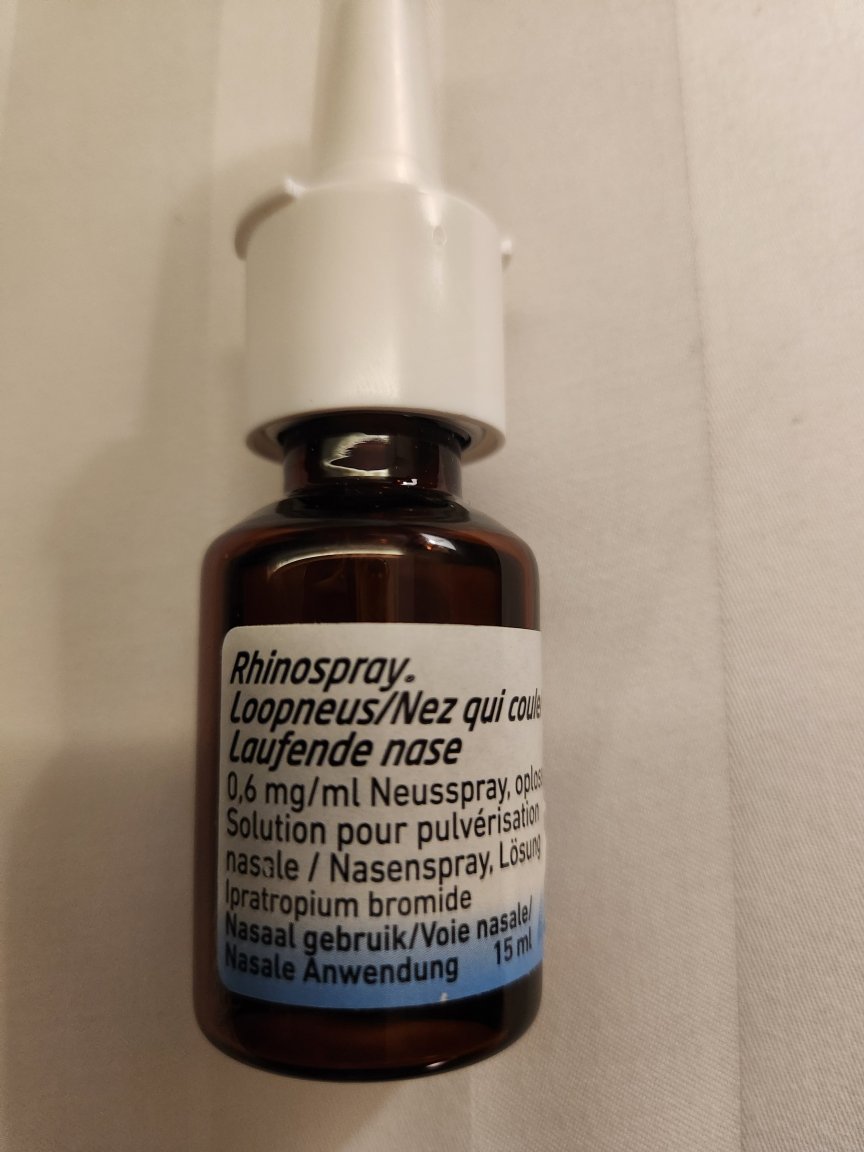 Rhinospray®
Loopneus/Nez qui coule
Laufende nase
0,6 mg/ml Neusspray,
Solution pour pulvérisation
nasale / Nasenspray, Lösung
Ipratropium bromide
Nasaal gebruik/Voie nasale/
Nasale Anwendung 15 ml